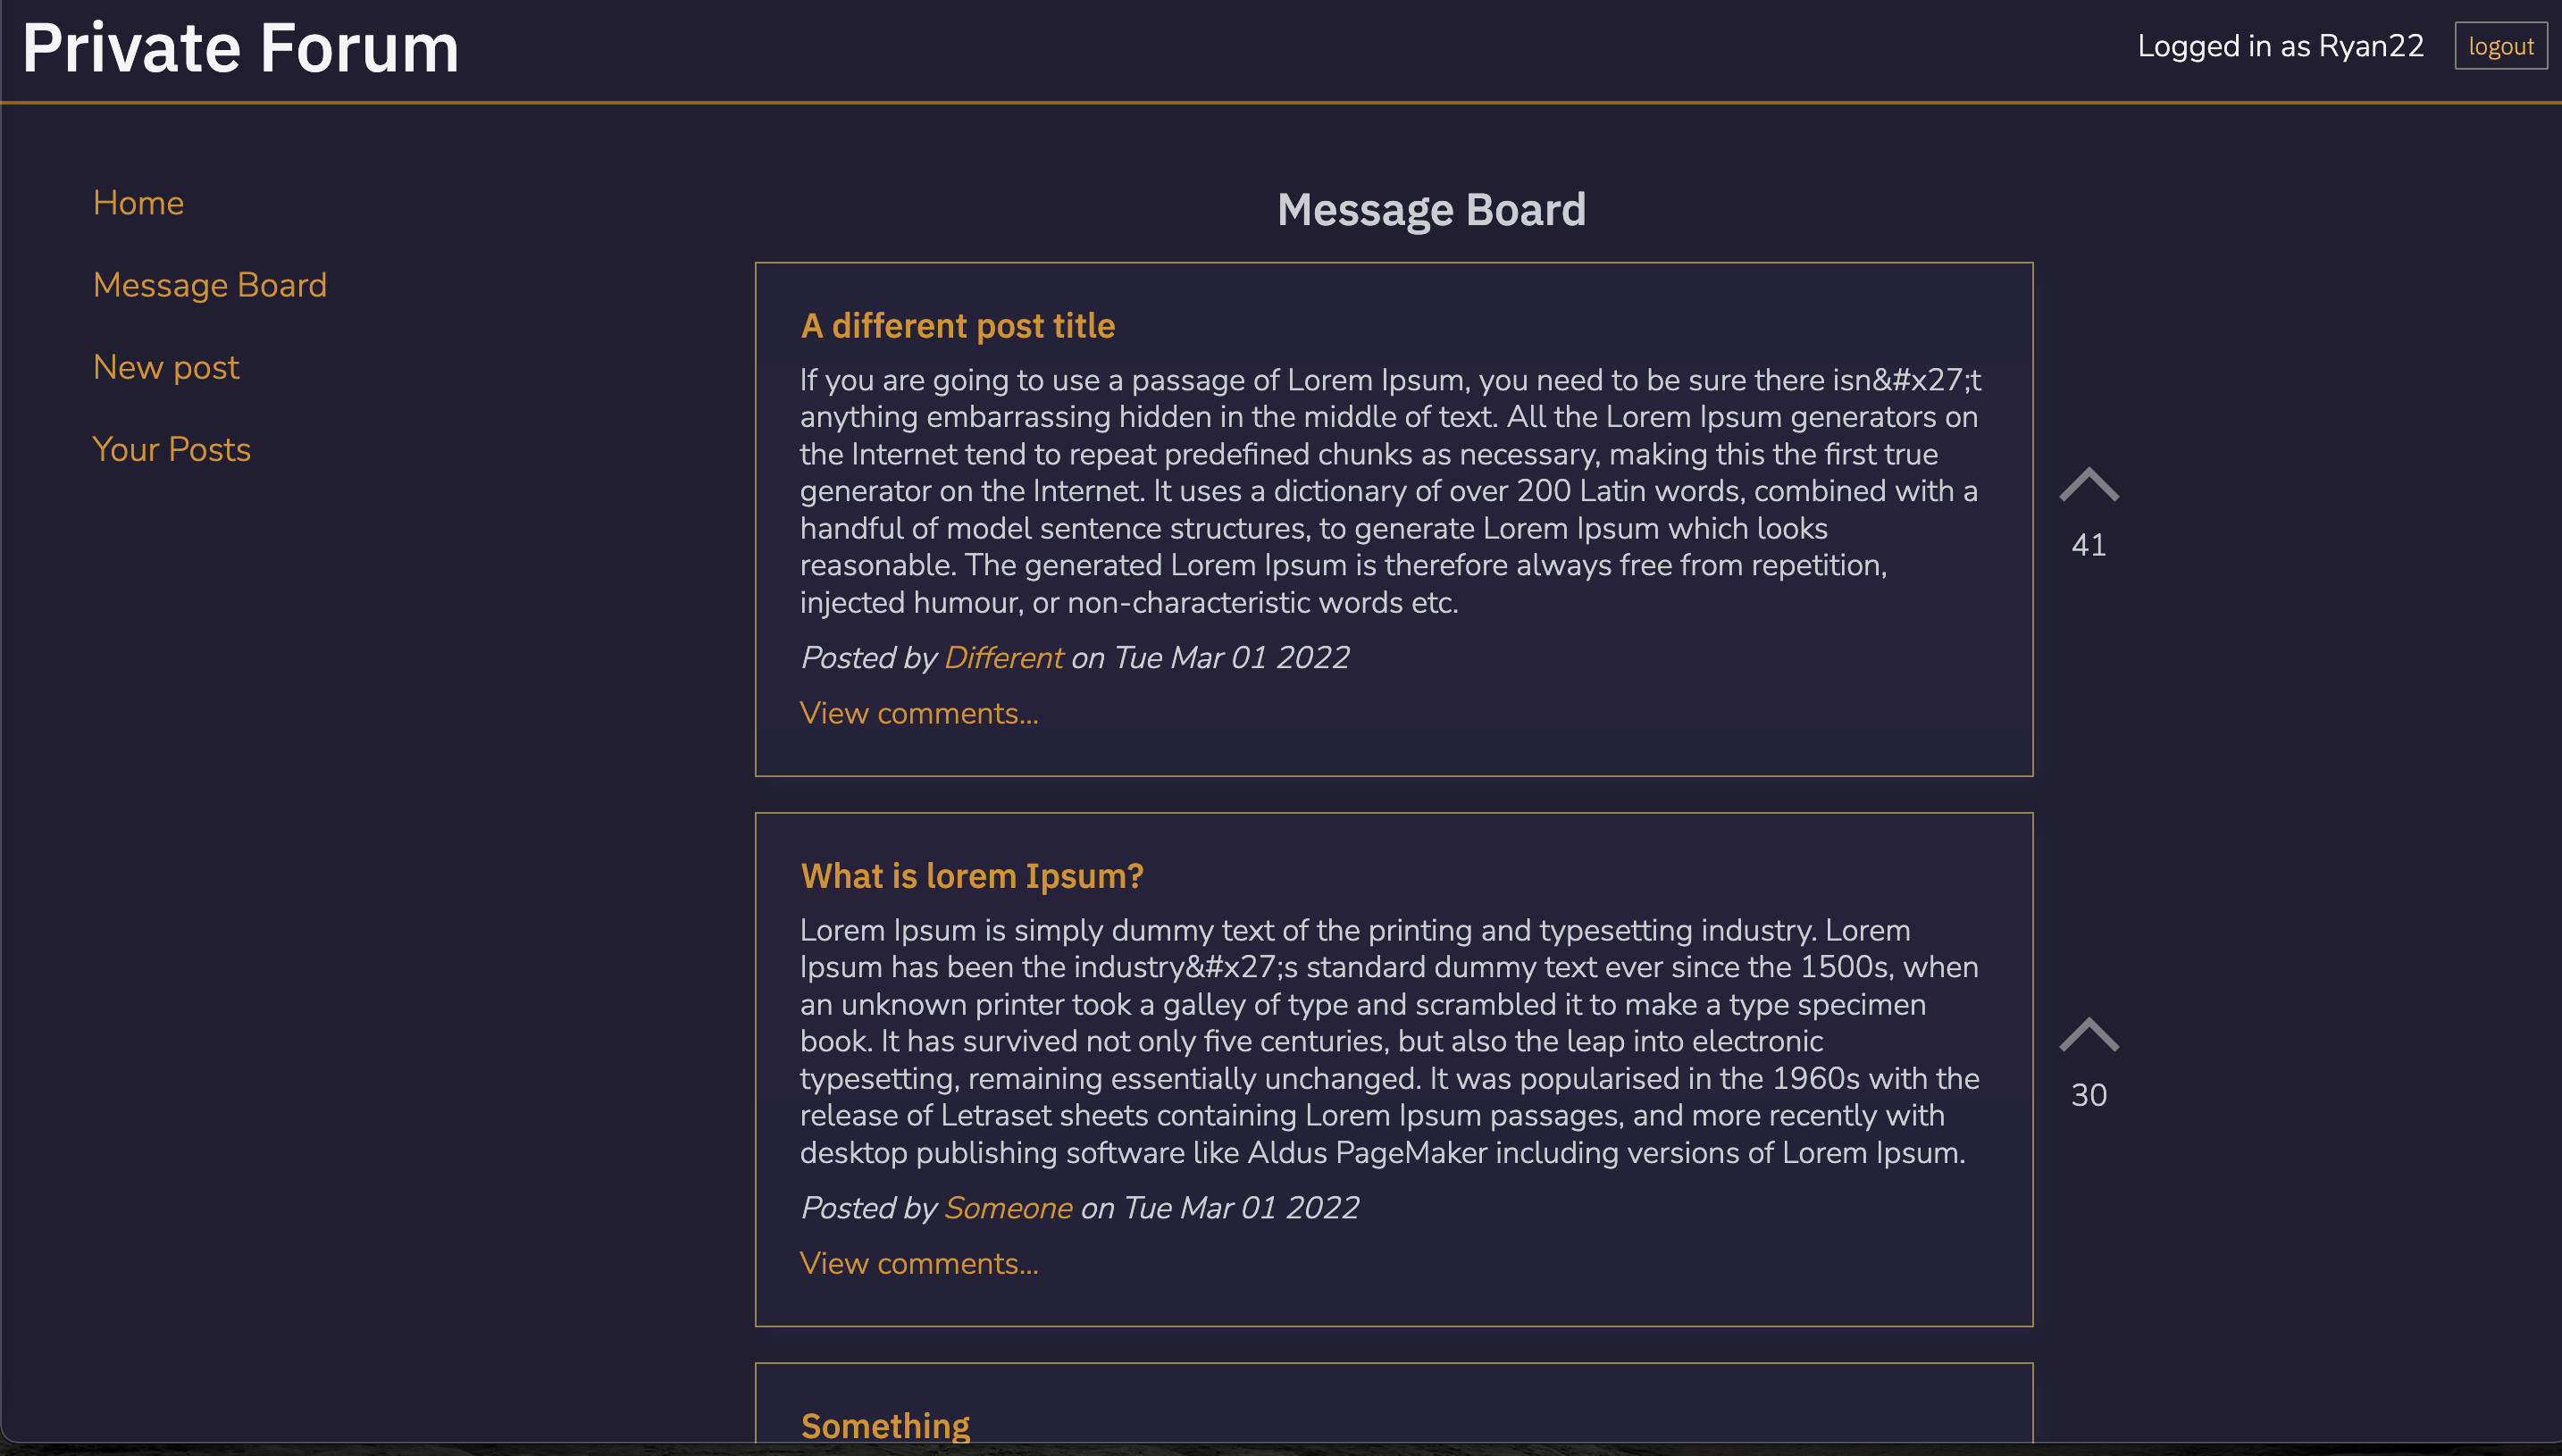 Private Forum
Logged in as Ryan22
logout
Home
Message Board
New post
Your Posts
Message Board
A different post title
If you are going to use a passage of Lorem Ipsum, you need to be sure there isn&#x27;t
anything embarrassing hidden in the middle of text. All the Lorem Ipsum generators on
the Internet tend to repeat predefined chunks as necessary, making this the first true
generator on the Internet. It uses a dictionary of over 200 Latin words, combined with a
handful of model sentence structures, to generate Lorem Ipsum which looks
reasonable. The generated Lorem Ipsum is therefore always free from repetition,
injected humour, or non-characteristic words etc.
Posted by Different on Tue Mar 01 2022
View comments...
41
What is lorem Ipsum?
Lorem Ipsum is simply dummy text of the printing and typesetting industry. Lorem
Ipsum has been the industry&#x27;s standard dummy text ever since the 1500s, when
an unknown printer took a galley of type and scrambled it to make a type specimen
book. It has survived not only five centuries, but also the leap into electronic
typesetting, remaining essentially unchanged. It was popularised in the 1960s with the
release of Letraset sheets containing Lorem Ipsum passages, and more recently with
desktop publishing software like Aldus PageMaker including versions of Lorem Ipsum.
Posted by Someone on Tue Mar 01 2022
View comments...
30
Something